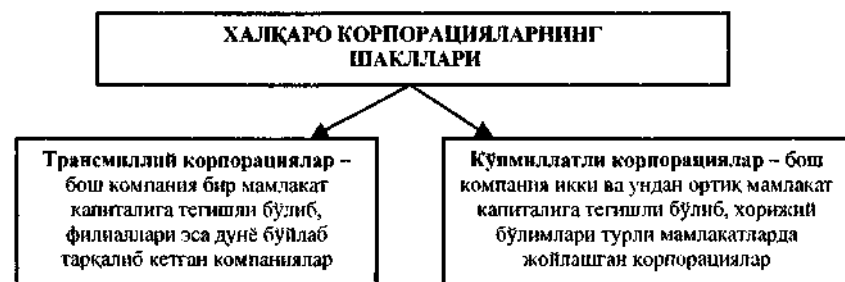 ХАЛҚАРО КОРПОРАЦИЯЛАРНИНГ
ШАКЛЛАРИ
Трансмиллий корпорациялар –
бош компания бир мамлакат
капиталига тегишли бўлиб,
филиаллари эса дунё бўйлаб
тарқалиб кетган компаниялар
Кўпмиллатли корпорациялар – бош
компания икки ва ундан ортиқ мамлакат
капиталига тегишли бўлиб, хорижий
бўлимлари турли мамлакатларда
жойлашган корпорациялар